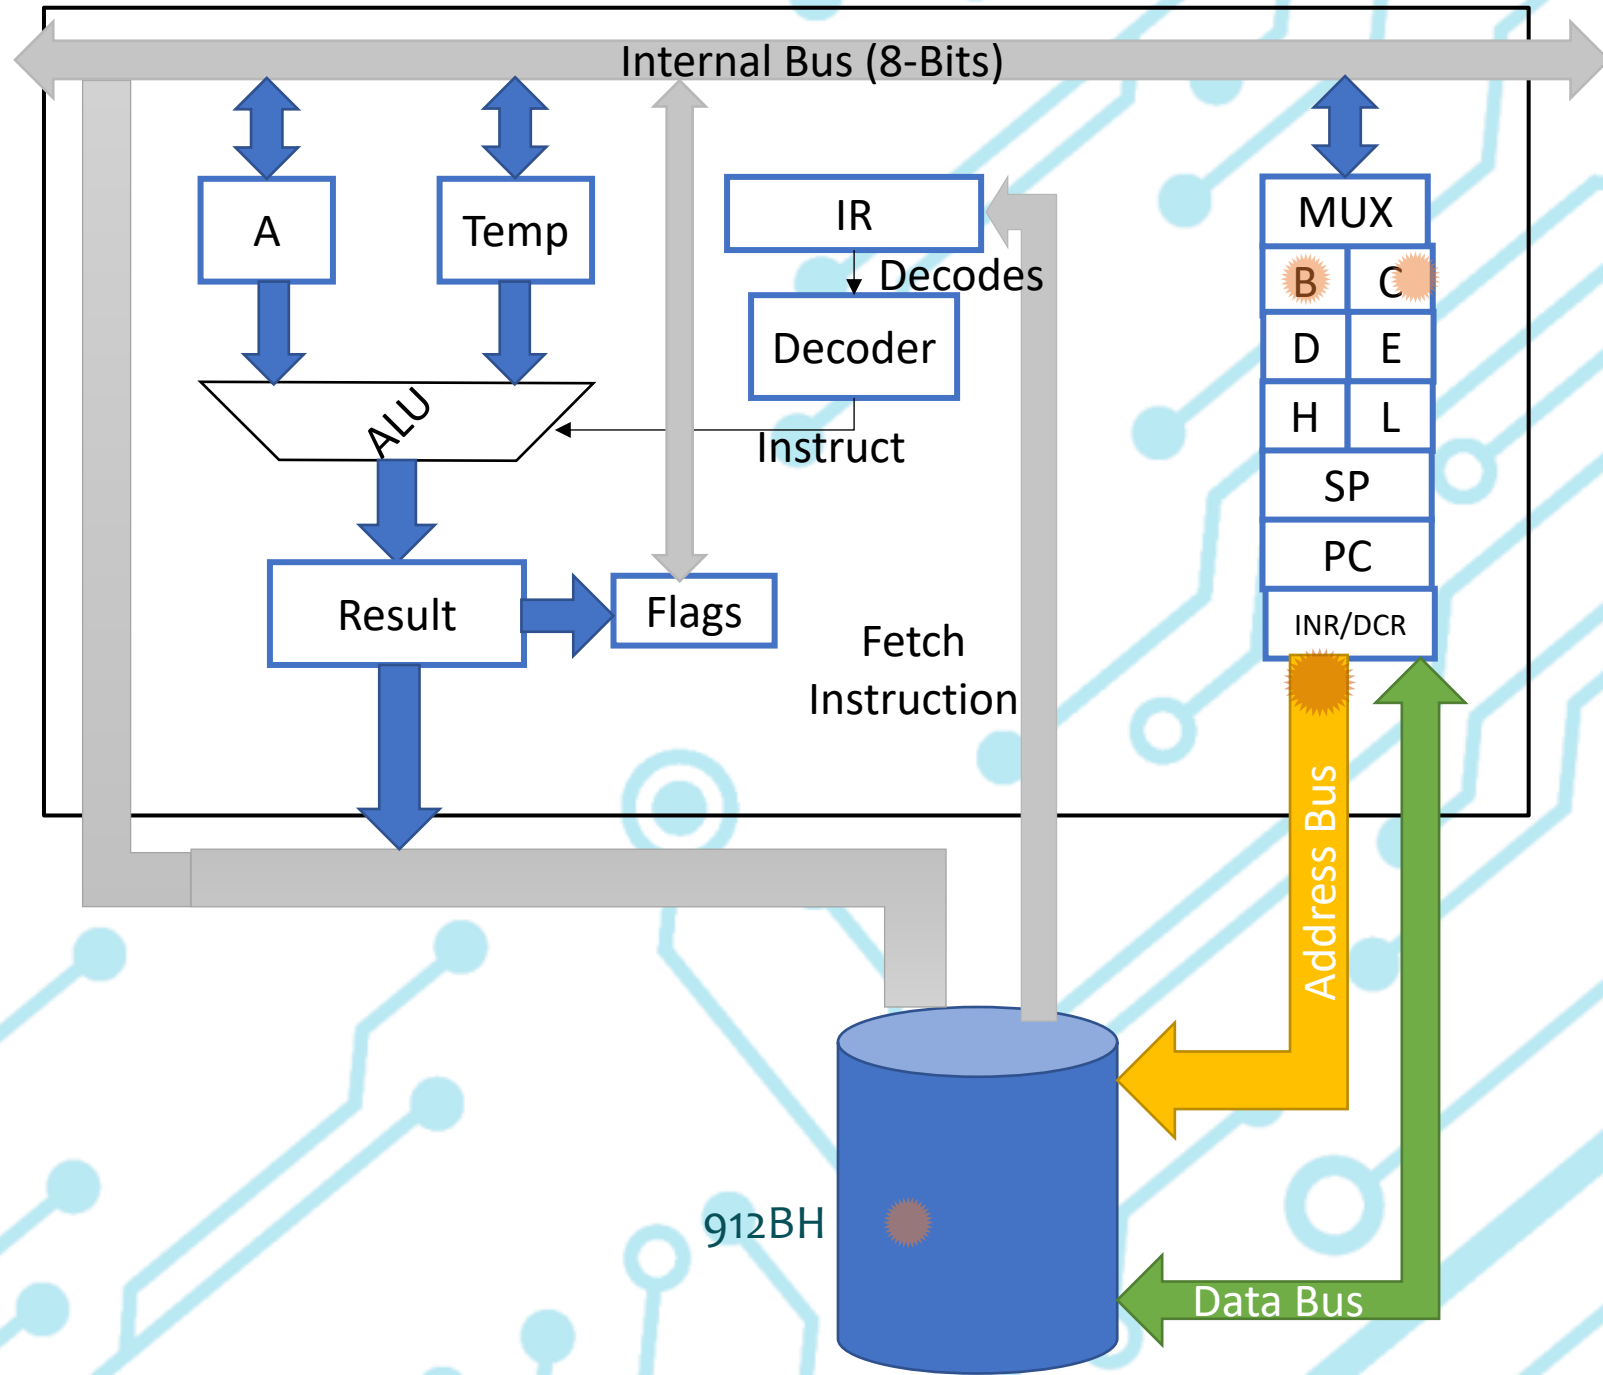 Internal Bus (8-Bits)
A
Temp
IR
MUX
Decodes
B
C
Decoder
D
E
ALU
H
L
Instruct
SP
PC
Result
Flags
INR/DCR
Fetch
Instruction
Address Bus
912BH
Data Bus